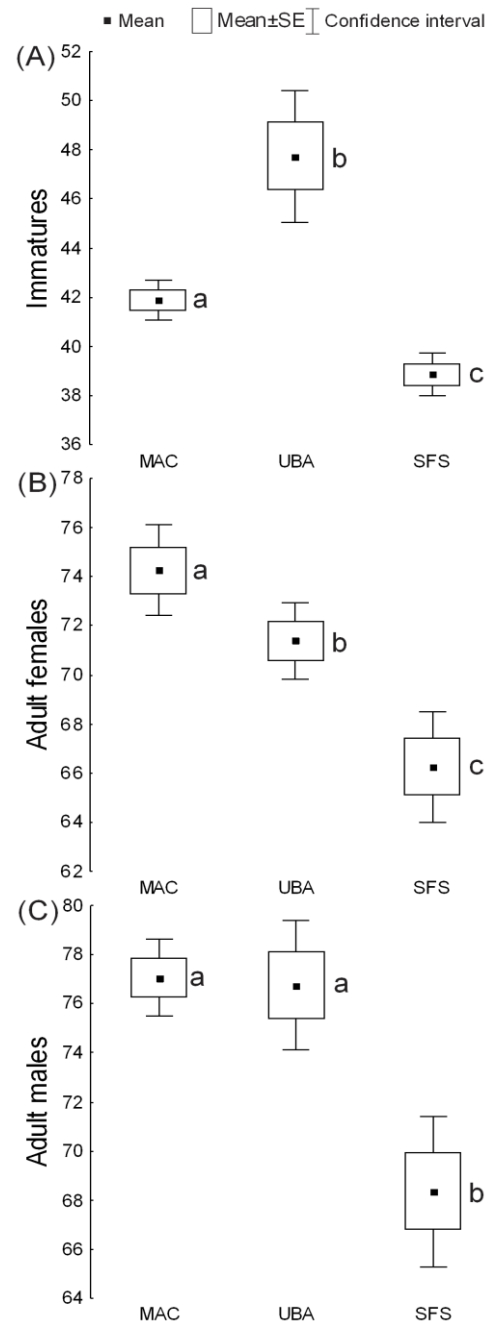 Mean Mean±SE Confidence interval
(A)
Immatures
52
50
48
46
44
42
40
38
36
a
b
c
MAC UBA SFS
(B)
Adult females
78
76
74
72
70
68
66
64
62
a
b
c
MAC UBA SFS
(C)
Adult males
80
78
76
74
72
70
68
66
64
a
a
b
MAC UBA SFS